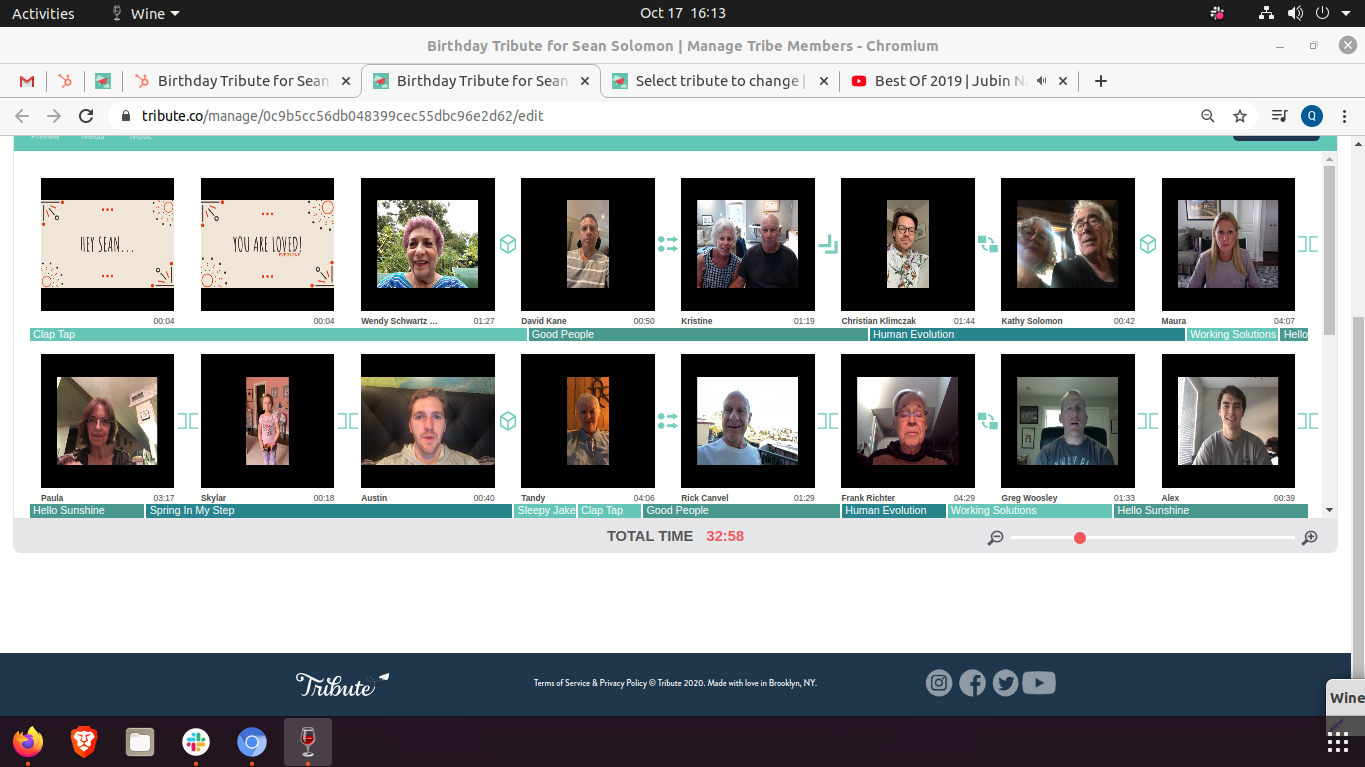 Activities
Wine
Oct 17 16:13
Birthday Tribute for Sean Solomon | Manage Tribe Members - Chromium
Birthday Tribute for Sean
Birthday Tribute for Sean
Select tribute to change |
Best Of 2019 | Jubin Na
tribute.co/manage/0c9b5cc56db048399cec55dbc96e2d62/edit
Q
Preview
Media
Music
HEY SEAN...
YOU ARE LOVED!
EVERYONE
00:04
00:04
Wendy Schwartz ...
01:27
David Kane
00:50
Kristine
01:19
Christian Klimczak
01:44
Kathy Solomon
00:42
Maura
04:07
Clap Tap
Good People
Human Evolution
Working Solutions
Hello
Paula
03:17
Skylar
00:18
Austin
00:40
Tandy
04:06
Rick Canvel
01:29
Frank Richter
04:29
Greg Woosley
01:33
Alex
00:39
Hello Sunshine
Spring In My Step
Sleepy Jake
Clap Tap
Good People
Human Evolution
Working Solutions
Hello Sunshine
TOTAL TIME 32:58
Tribute
Terms of Service & Privacy Policy © Tribute 2020. Made with love in Brooklyn, NY.
Wine